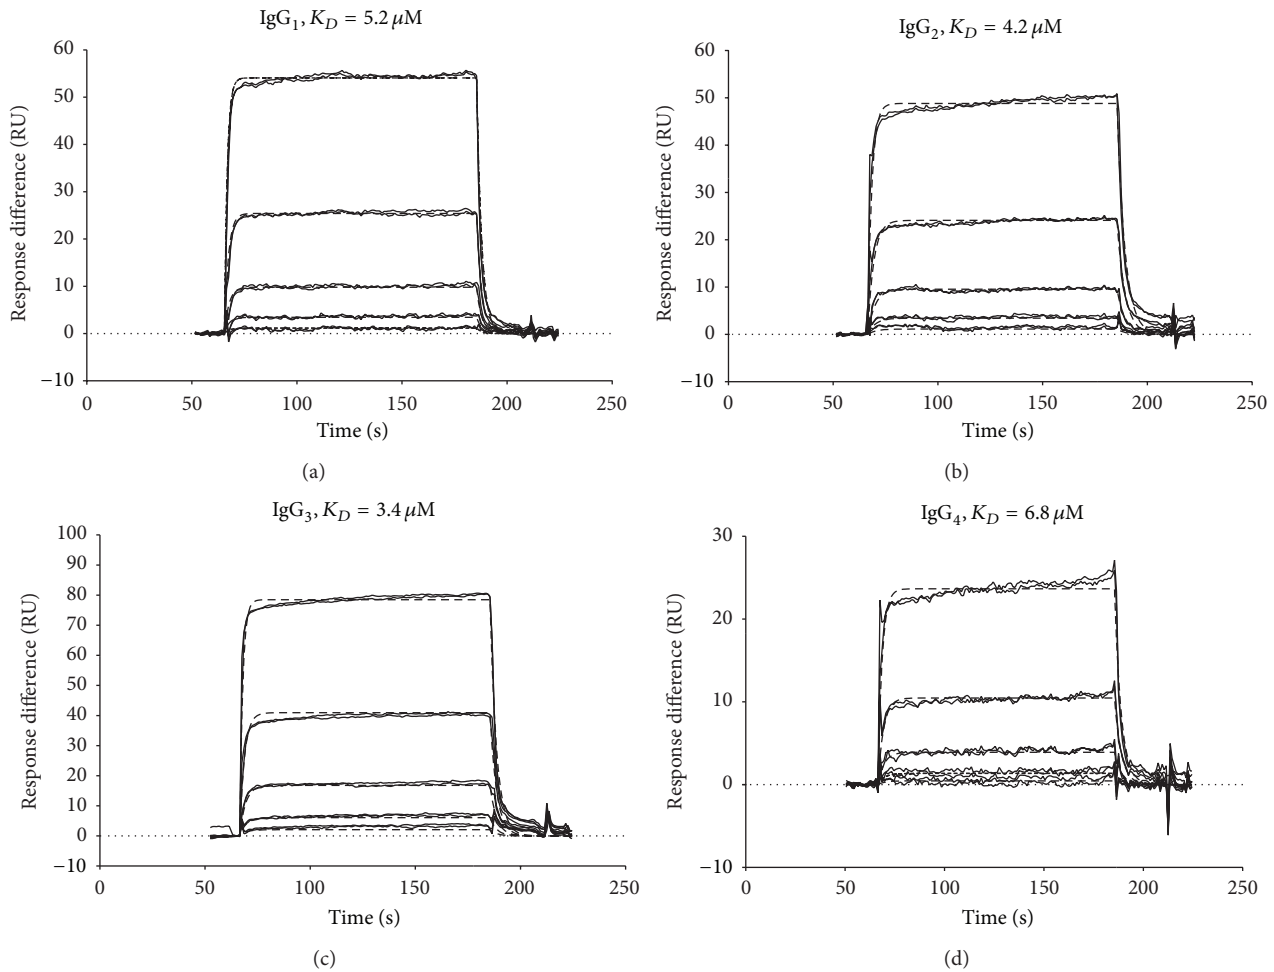 IgG₁, K_D = 5.2 μM
60
50
40
30
20
10
0
−10
Response difference (RU)
0 50 100 150 200 250
Time (s)
(a)
IgG₂, K_D = 4.2 μM
60
50
40
30
20
10
0
−10
Response difference (RU)
0 50 100 150 200 250
Time (s)
(b)
IgG₃, K_D = 3.4 μM
100
90
80
70
60
50
40
30
20
10
0
−10
Response difference (RU)
0 50 100 150 200 250
Time (s)
(c)
IgG₄, K_D = 6.8 μM
30
20
10
0
−10
Response difference (RU)
0 50 100 150 200 250
Time (s)
(d)